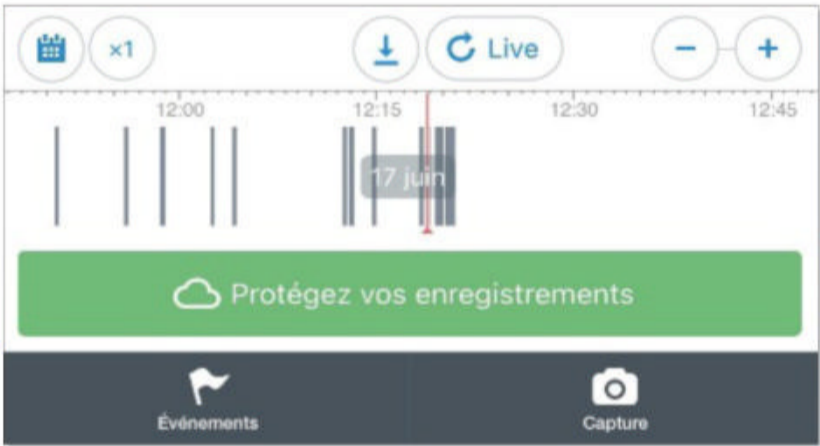 ×1
Live
− +
12:00 12:15 12:30 12:45
17 juin
Protégez vos enregistrements
Événements
Capture